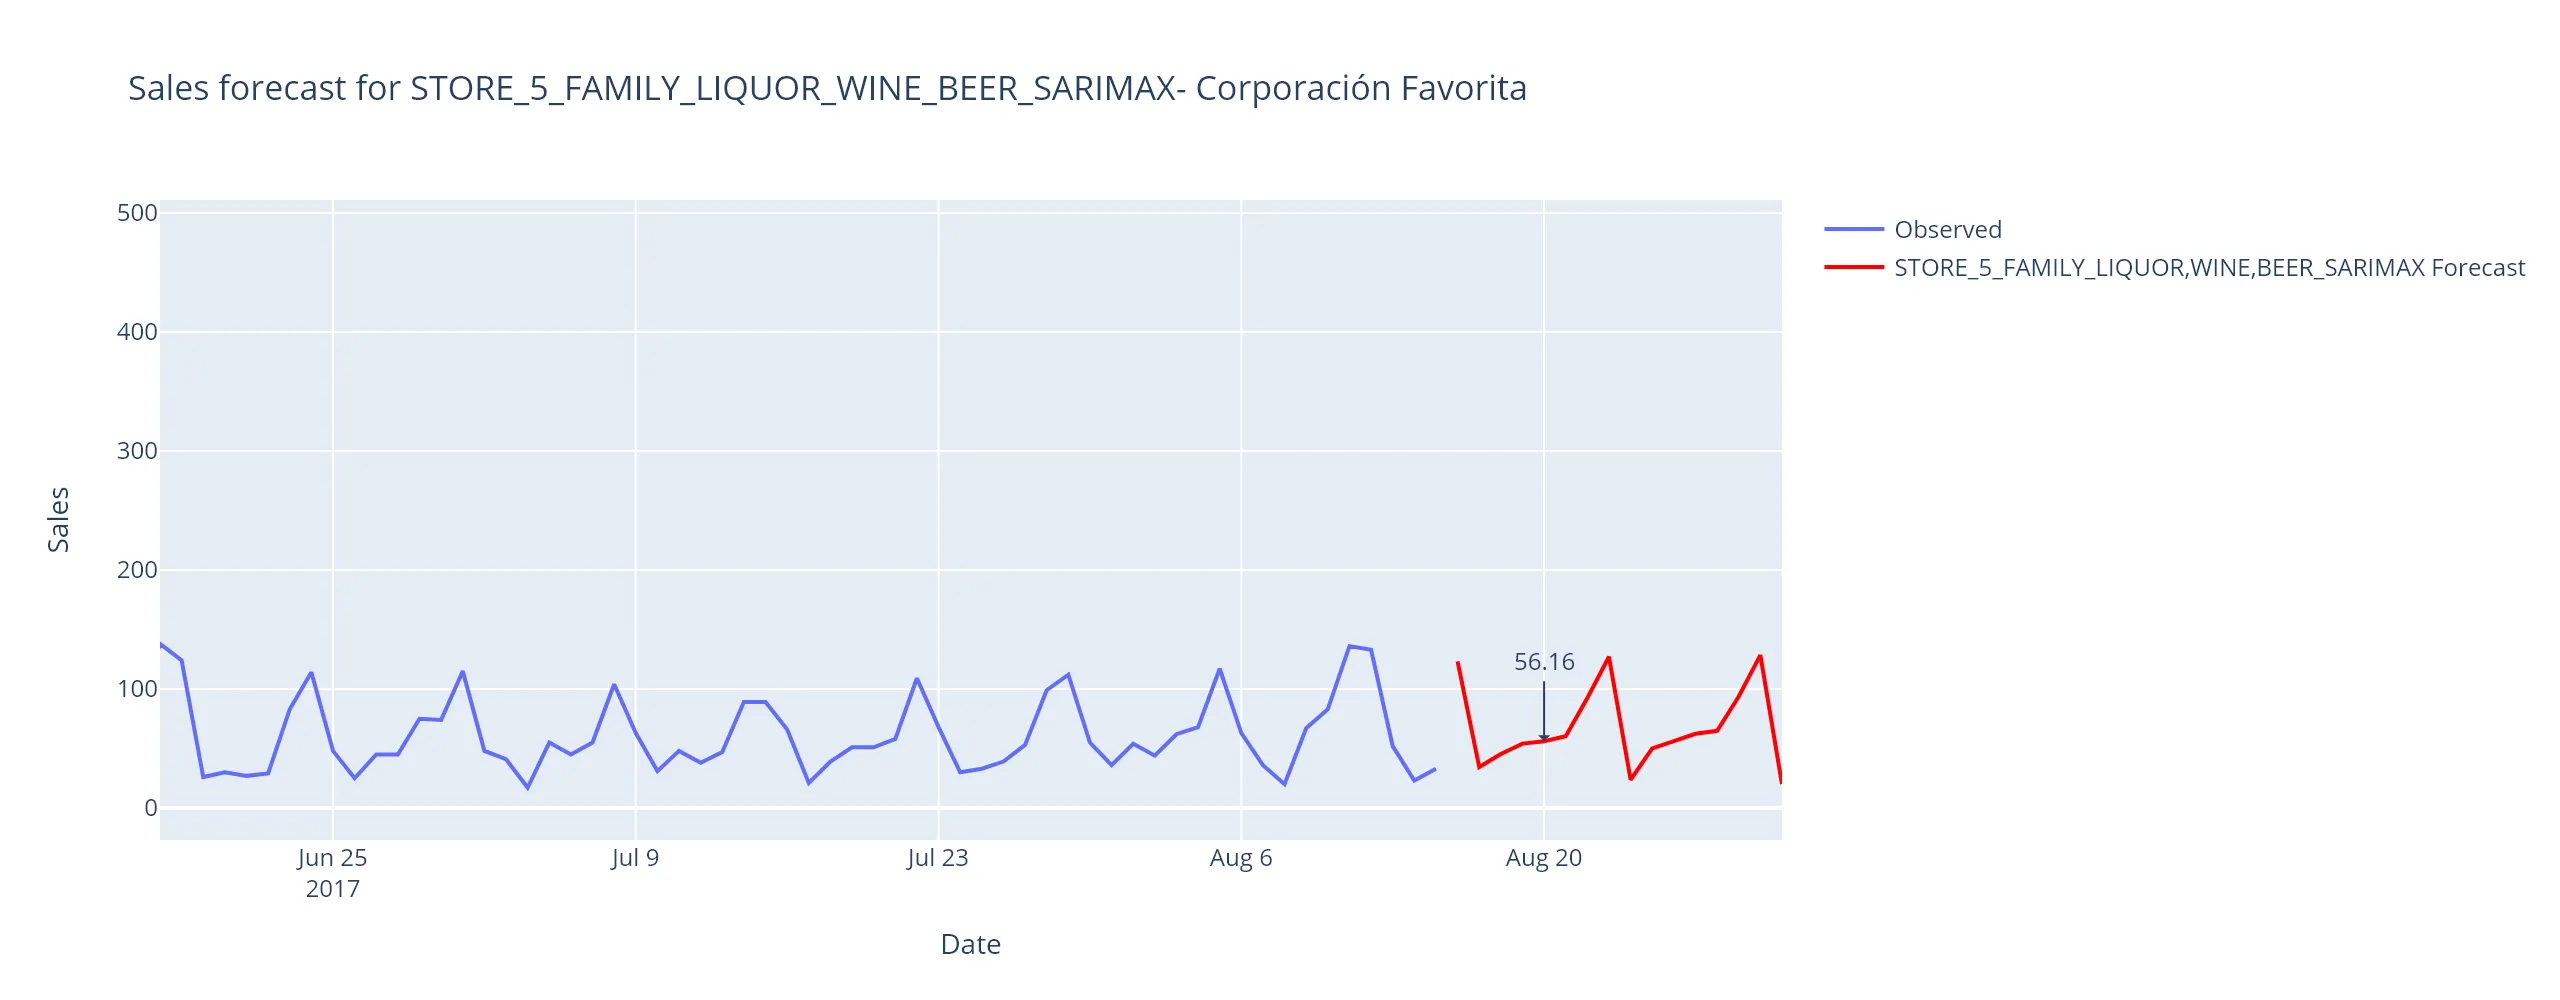 Sales forecast for STORE_5_FAMILY_LIQUOR_WINE_BEER_SARIMAX- Corporación Favorita
Observed
STORE_5_FAMILY_LIQUOR,WINE,BEER_SARIMAX Forecast
500
400
300
200
100
0
Sales
56.16
Jun 25
2017
Jul 9
Jul 23
Aug 6
Aug 20
Date